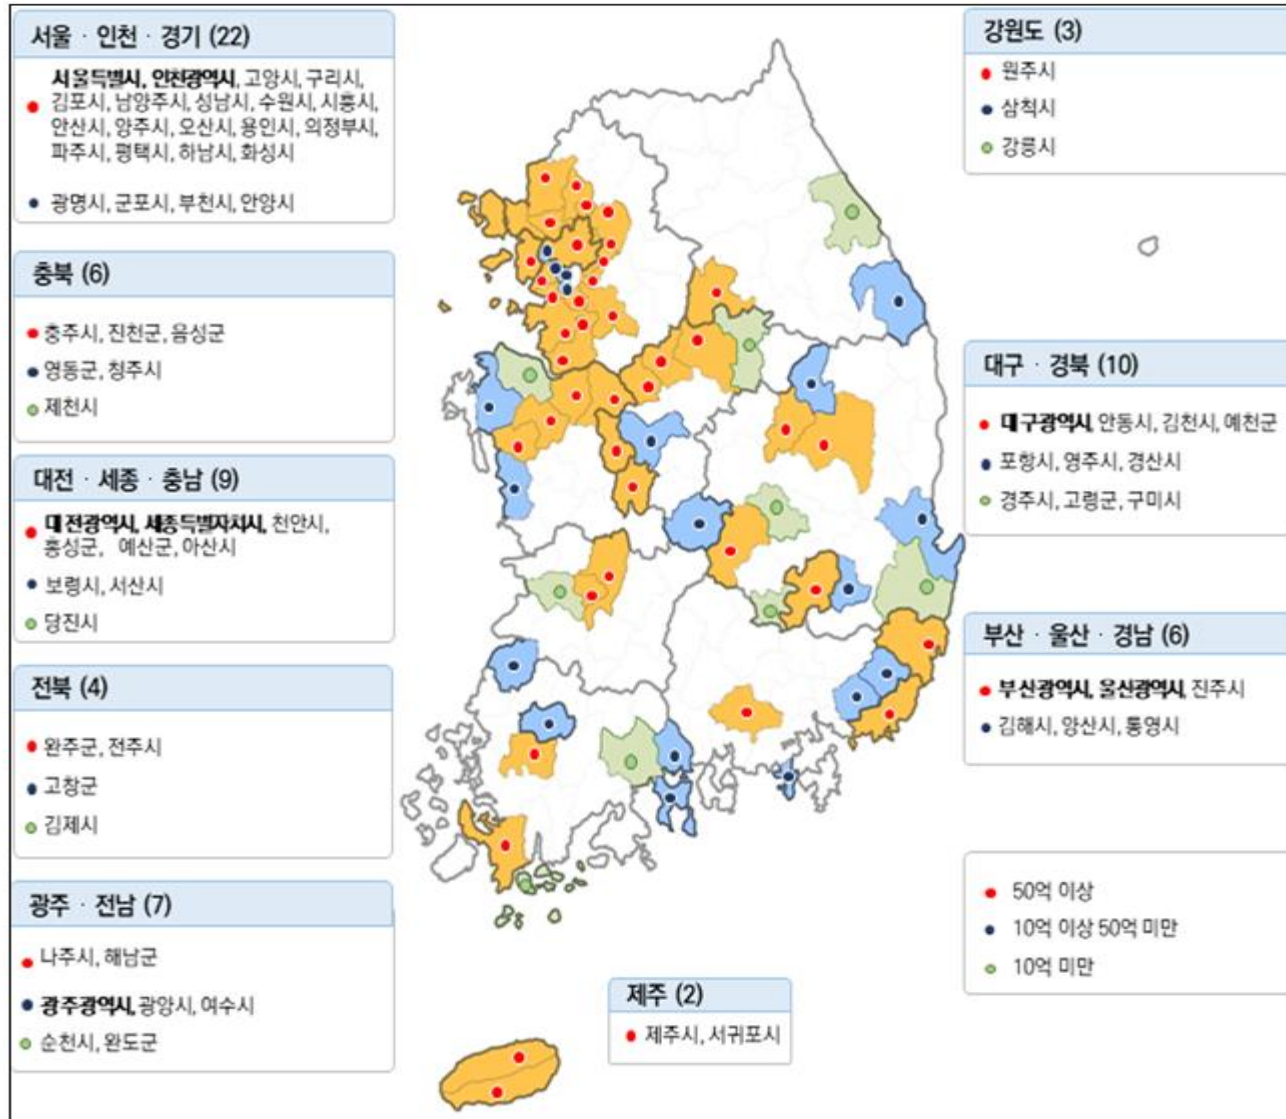 서울 · 인천 · 경기 (22)
서울특별시, 인천광역시, 고양시, 구리시,
김포시, 남양주시, 성남시, 수원시, 시흥시,
안산시, 양주시, 오산시, 용인시, 의정부시,
파주시, 평택시, 하남시, 화성시
광명시, 군포시, 부천시, 안양시
충북 (6)
충주시, 진천군, 음성군
영동군, 청주시
제천시
대전 · 세종 · 충남 (9)
대전광역시, 세종특별자치시, 천안시,
홍성군, 예산군, 아산시
보령시, 서산시
당진시
전북 (4)
완주군, 전주시
고창군
김제시
광주 · 전남 (7)
나주시, 해남군
광주광역시, 광양시, 여수시
순천시, 완도군
제주 (2)
제주시, 서귀포시
강원도 (3)
원주시
삼척시
강릉시
대구 · 경북 (10)
대구광역시, 안동시, 김천시, 예천군
포항시, 영주시, 경산시
경주시, 고령군, 구미시
부산 · 울산 · 경남 (6)
부산광역시, 울산광역시, 진주시
김해시, 양산시, 통영시
50억 이상
10억 이상 50억 미만
10억 미만